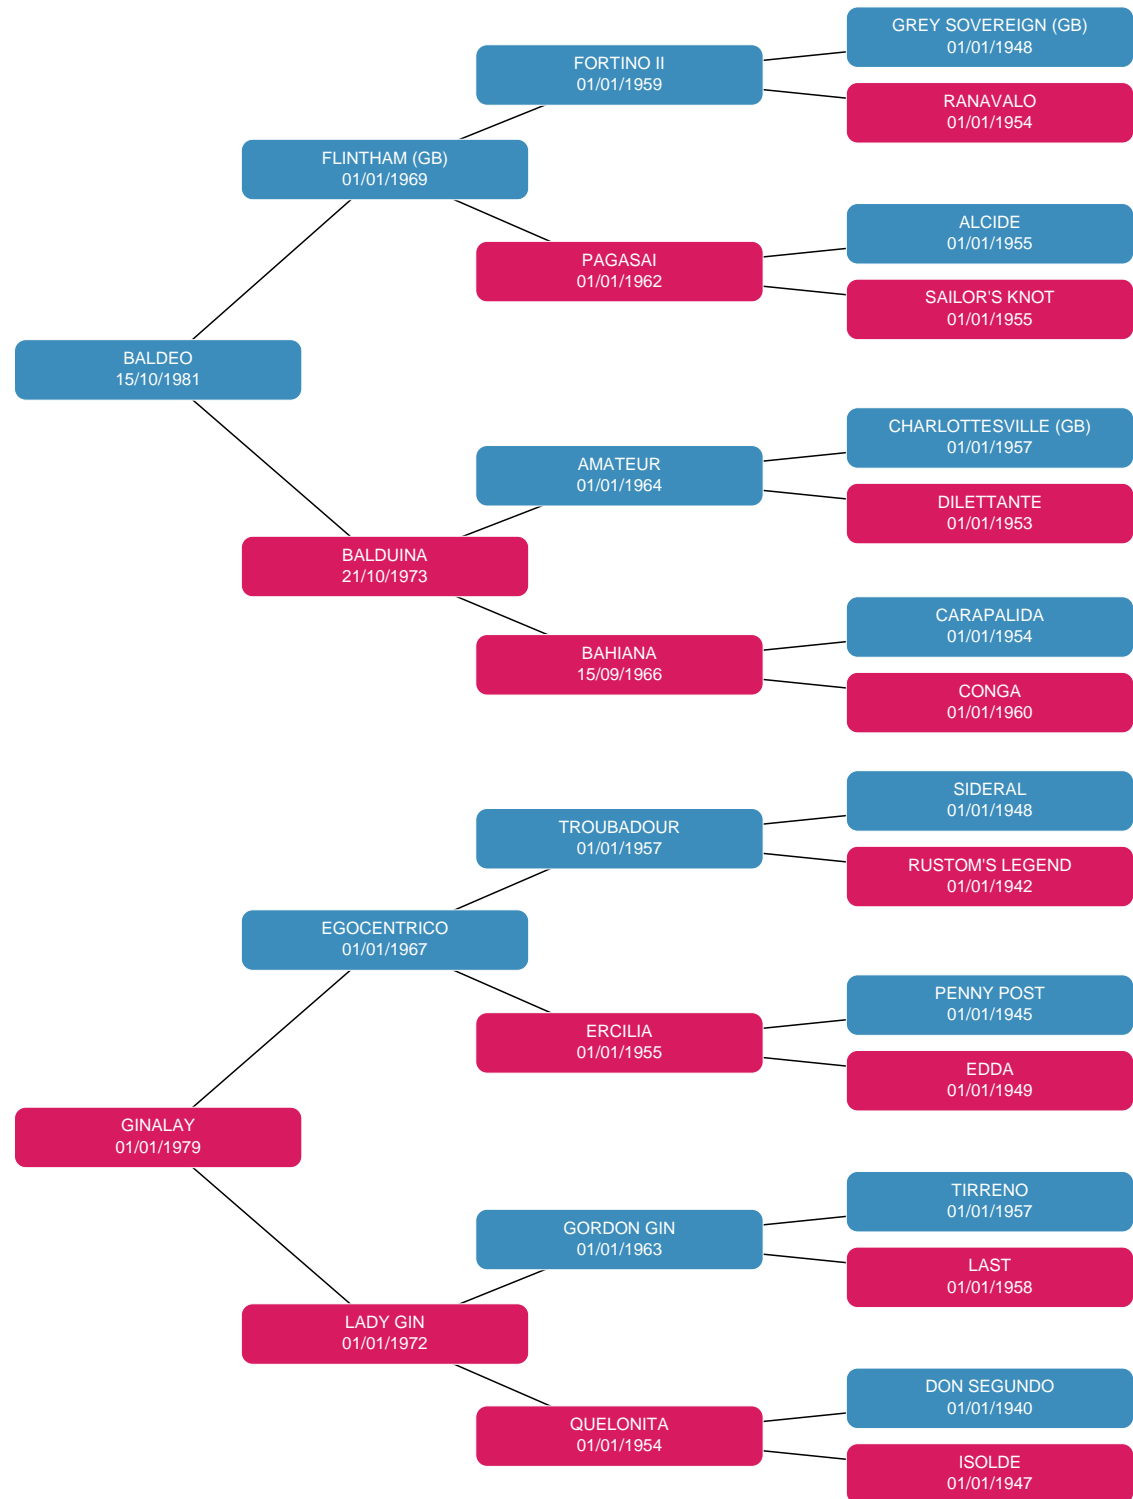 GREY SOVEREIGN (GB)
01/01/1948
FORTINO II
01/01/1959
RANAVALO
01/01/1954
FLINTHAM (GB)
01/01/1969
ALCIDE
01/01/1955
PAGASAI
01/01/1962
SAILOR'S KNOT
01/01/1955
BALDEO
15/10/1981
CHARLOTTESVILLE (GB)
01/01/1957
AMATEUR
01/01/1964
DILETTANTE
01/01/1953
BALDUINA
21/10/1973
CARAPALIDA
01/01/1954
BAHIANA
15/09/1966
CONGA
01/01/1960
SIDERAL
01/01/1948
TROUBADOUR
01/01/1957
RUSTOM'S LEGEND
01/01/1942
EGOCENTRICO
01/01/1967
PENNY POST
01/01/1945
ERCILIA
01/01/1955
EDDA
01/01/1949
GINALAY
01/01/1979
TIRRENO
01/01/1957
GORDON GIN
01/01/1963
LAST
01/01/1958
LADY GIN
01/01/1972
DON SEGUNDO
01/01/1940
QUELONITA
01/01/1954
ISOLDE
01/01/1947